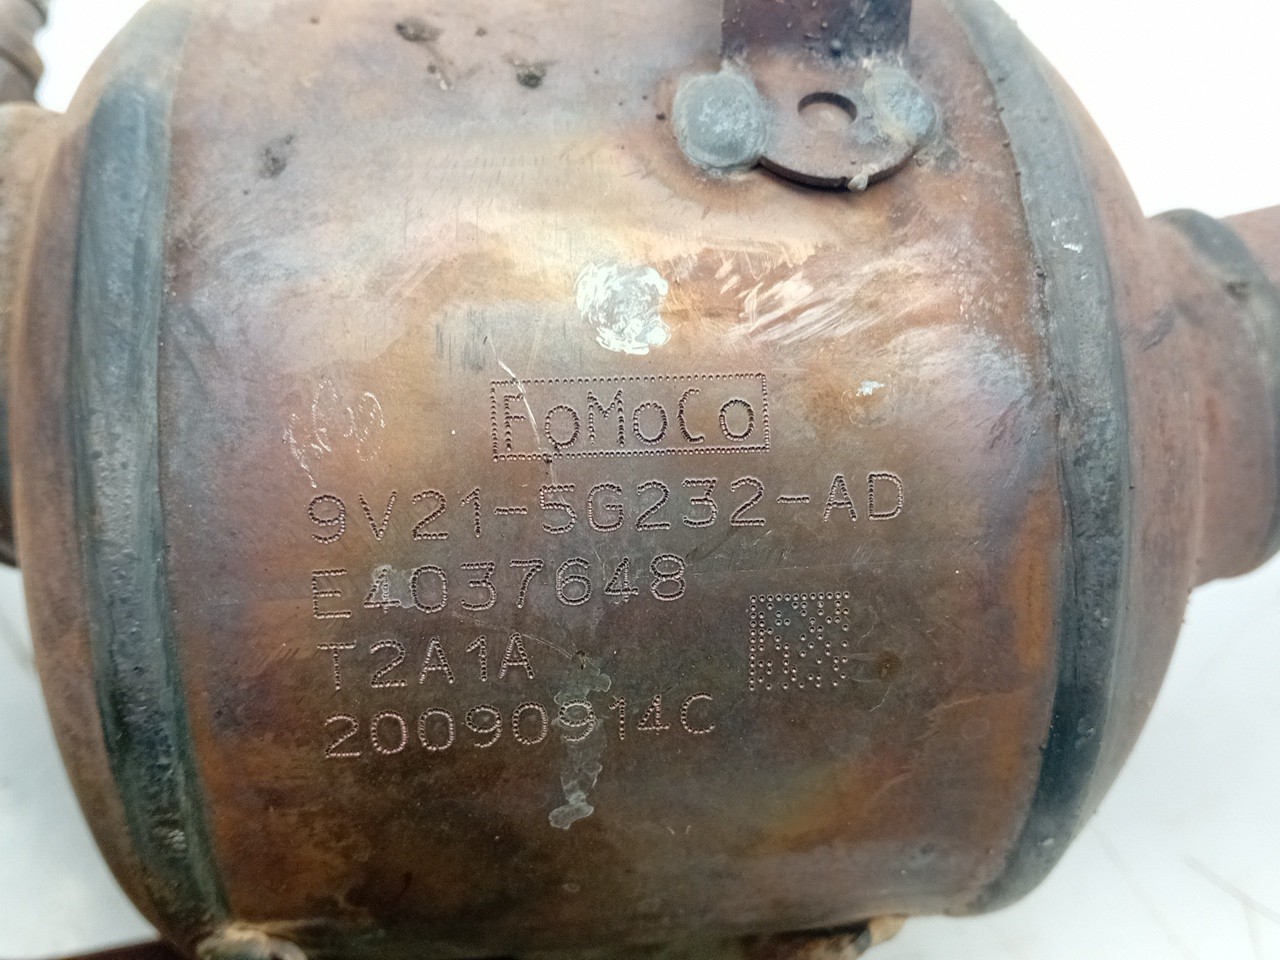 FoMoCo
9V21-5G232-AD
E4037648
T2A1A
20090914C